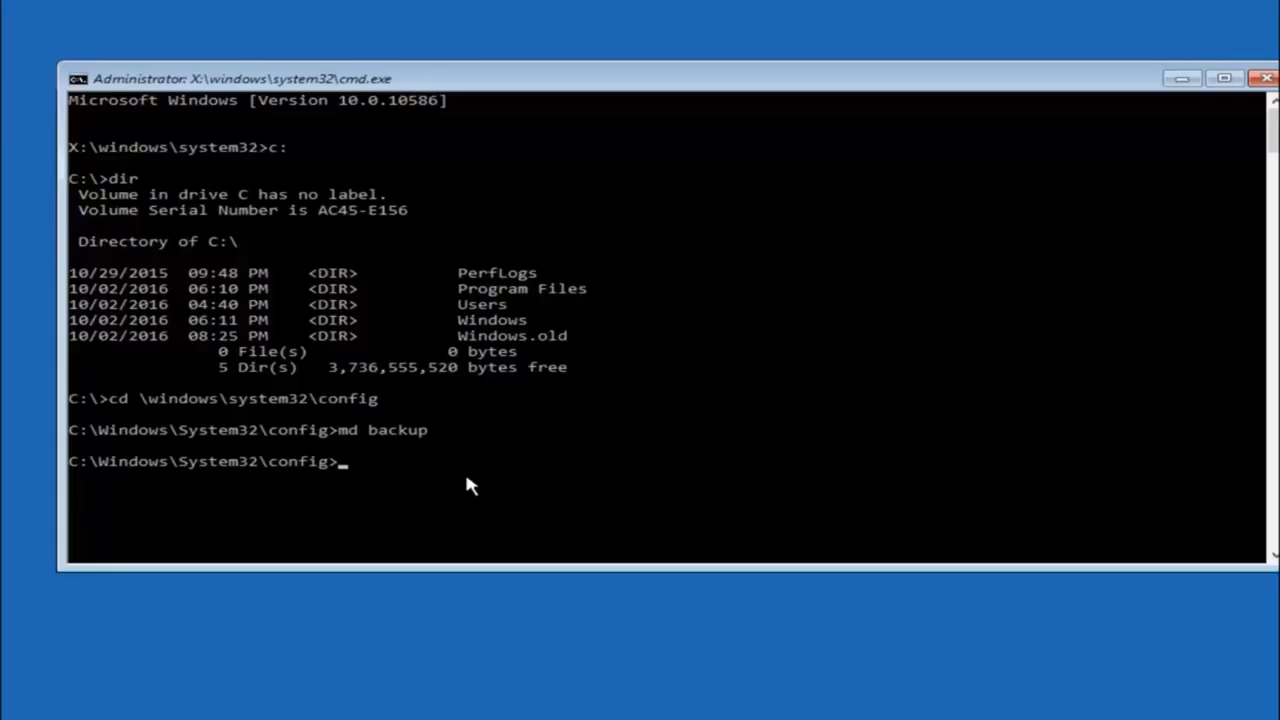 Administrator: X:\windows\system32\cmd.exe
Microsoft Windows [Version 10.0.10586]
X:\windows\system32>c:
C:\>dir
Volume in drive C has no label.
Volume Serial Number is AC45-E156
Directory of C:\
10/29/2015 09:48 PM <DIR> PerfLogs
10/02/2016 06:10 PM <DIR> Program Files
10/02/2016 04:40 PM <DIR> Users
10/02/2016 06:11 PM <DIR> Windows
10/02/2016 08:25 PM <DIR> Windows.old
0 File(s) 0 bytes
5 Dir(s) 3,736,555,520 bytes free
C:\>cd \windows\system32\config
C:\Windows\System32\config>md backup
C:\Windows\System32\config>_